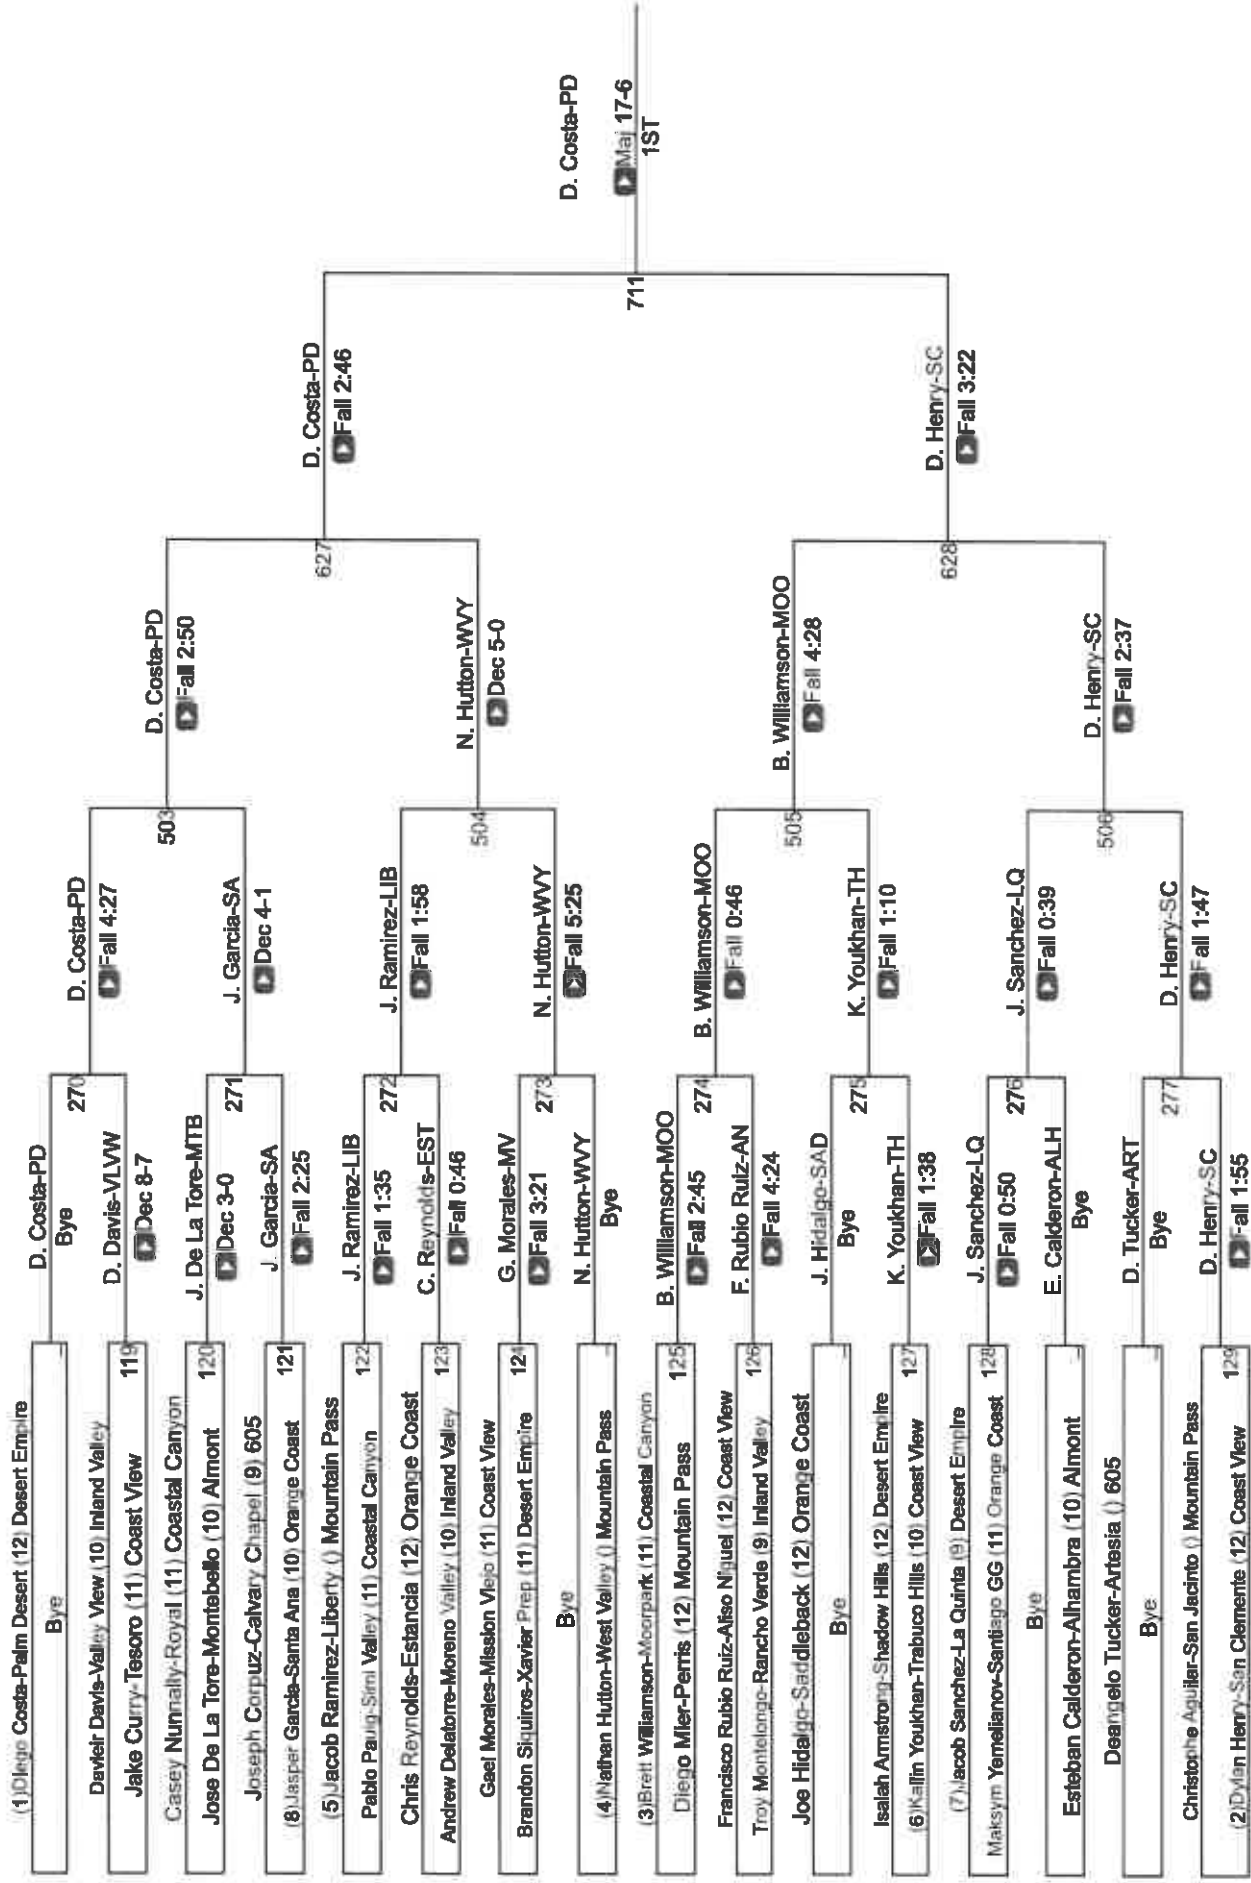 (1)Diego Costa-Palm Desert (12) Desert Empire
Bye
Davieir Davis-Valley View (10) Inland Valley
Jake Curry-Tesoro (11) Coast View
119
Casey Nunnally-Royal (11) Coastal Canyon
Jose De La Torre-Montebello (10) Almont
120
Joseph Corpuz-Calvary Chapel (9) 605
(8)Jasper Garcia-Santa Ana (10) Orange Coast
121
(5)Jacob Ramirez-Liberty () Mountain Pass
Pablo Pauig-Simi Valley (11) Coastal Canyon
122
Chris Reynolds-Estancia (12) Orange Coast
Andrew Delatorre-Moreno Valley (10) Inland Valley
123
Gael Morales-Mission Viejo (11) Coast View
Brandon Siquiros-Xavier Prep (11) Desert Empire
124
Bye
(4)Nathan Hutton-West Valley () Mountain Pass
(3)Brett Williamson-Moorpark (11) Coastal Canyon
Diego Mier-Perris (12) Mountain Pass
125
Francisco Rubio Ruiz-Aliso Niguel (12) Coast View
Troy Montelongo-Rancho Verde (9) Inland Valley
126
Joe Hidalgo-Saddleback (12) Orange Coast
Bye
Isaiah Armstrong-Shadow Hills (12) Desert Empire
(6)Kallin Youkhan-Trabuco Hills (10) Coast View
127
(7)Jacob Sanchez-La Quinta (9) Desert Empire
Maksym Yemelianov-Santiago GG (11) Orange Coast
128
Bye
Esteban Calderon-Alhambra (10) Almont
Deangelo Tucker-Artesia () 605
Bye
Christophe Aguiler-San Jacinto () Mountain Pass
(2)Dylan Henry-San Clemente (12) Coast View
129
D. Costa-PD
Bye
270
D. Davis-VLVW
Dec 8-7
J. De La Torre-MTB
Dec 3-0
271
J. Garcia-SA
Fall 2:25
J. Ramirez-LIB
Fall 1:35
272
C. Reynolds-EST
Fall 0:46
G. Morales-MV
Fall 3:21
273
N. Hutton-WVY
Bye
B. Williamson-MOO
Fall 2:45
274
F. Rubio Ruiz-AN
Fall 4:24
J. Hidalgo-SAD
Bye
275
K. Youkhan-TH
Fall 1:38
J. Sanchez-LQ
Fall 0:50
276
E. Calderon-ALH
Bye
D. Tucker-ART
Bye
277
D. Henry-SC
Fall 1:55
D. Costa-PD
Fall 4:27
503
J. Garcia-SA
Dec 4-1
J. Ramirez-LIB
Fall 1:58
504
N. Hutton-WVY
Fall 5:25
B. Williamson-MOO
Fall 0:46
505
K. Youkhan-TH
Fall 1:10
J. Sanchez-LQ
Fall 0:39
506
D. Henry-SC
Fall 1:47
D. Costa-PD
Fall 2:50
627
N. Hutton-WVY
Dec 5-0
B. Williamson-MOO
Fall 4:28
628
D. Henry-SC
Fall 2:37
D. Costa-PD
Fall 2:46
711
D. Henry-SC
Fall 3:22
D. Costa-PD
Maj 17-6
1ST